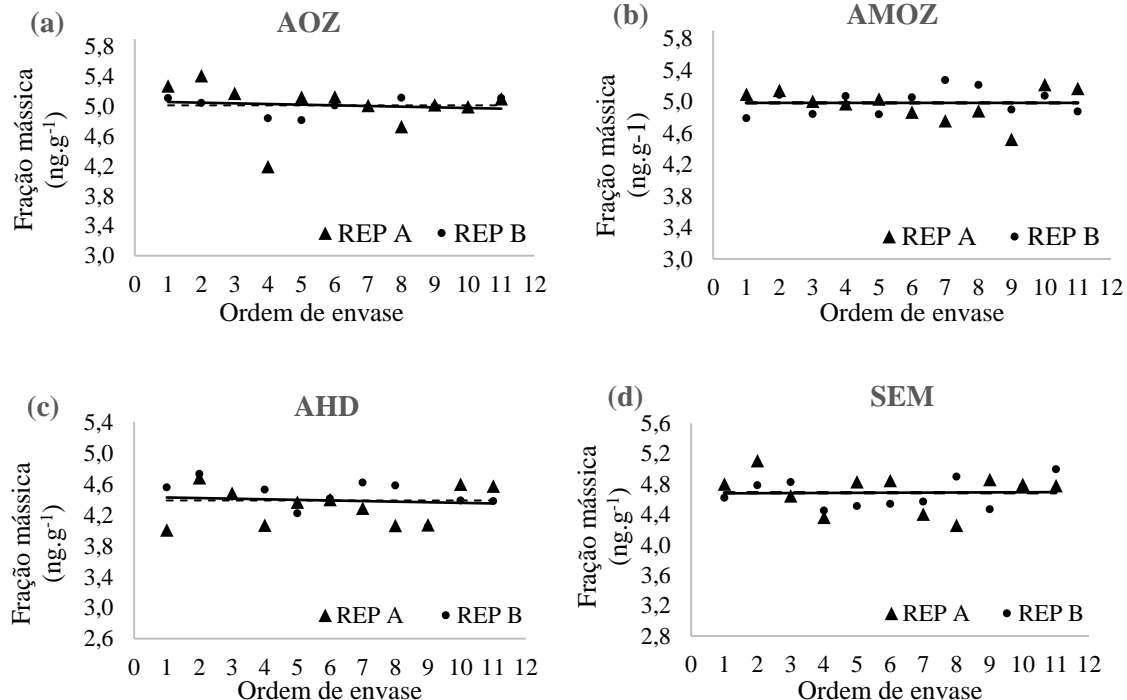 (a)
AOZ
Fração mássica
(ng.g-1)
5,8
5,4
5,0
4,6
4,2
3,8
3,4
3,0
▲ REP A • REP B
0 1 2 3 4 5 6 7 8 9 10 11 12
Ordem de envase
(b)
AMOZ
Fração mássica
(ng.g-1)
5,8
5,4
5,0
4,6
4,2
3,8
3,4
3,0
▲ REP A • REP B
0 1 2 3 4 5 6 7 8 9 10 11 12
Ordem de envase
(c)
AHD
Fração mássica
(ng.g-1)
5,4
5,0
4,6
4,2
3,8
3,4
3,0
2,6
▲ REP A • REP B
0 1 2 3 4 5 6 7 8 9 10 11 12
Ordem de envase
(d)
SEM
Fração mássica
(ng.g-1)
5,6
5,2
4,8
4,4
4,0
3,6
3,2
2,8
▲ REP A • REP B
0 1 2 3 4 5 6 7 8 9 10 11 12
Ordem de envase